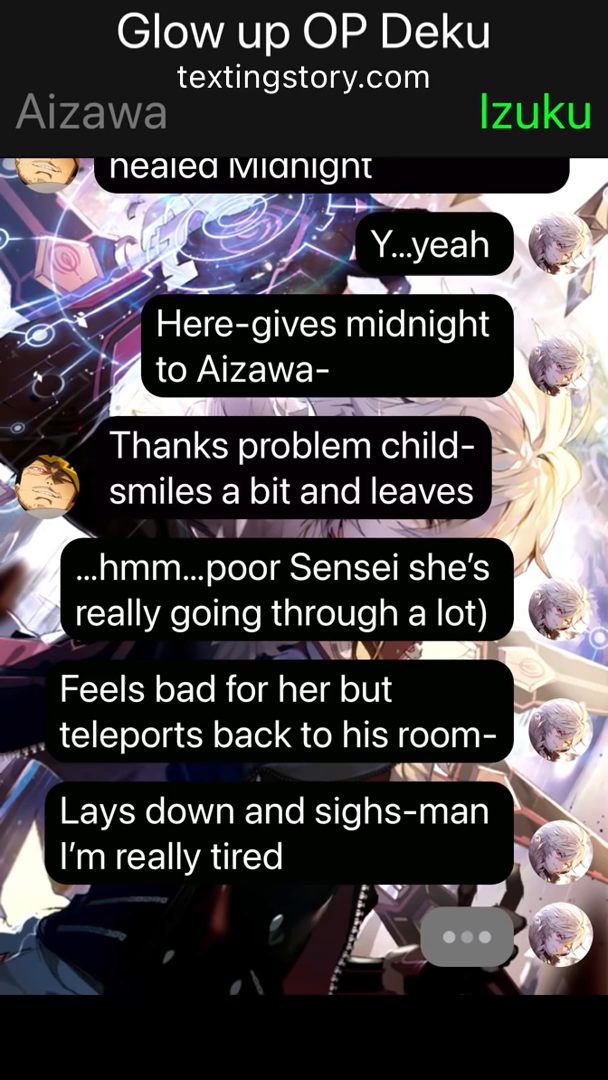 Glow up OP Deku
textingstory.com
Aizawa
Izuku
healed Midnight
Y...yeah
Here-gives midnight
to Aizawa-
Thanks problem child-
smiles a bit and leaves
...hmm...poor Sensei she's
really going through a lot)
Feels bad for her but
teleports back to his room-
Lays down and sighs-man
I'm really tired